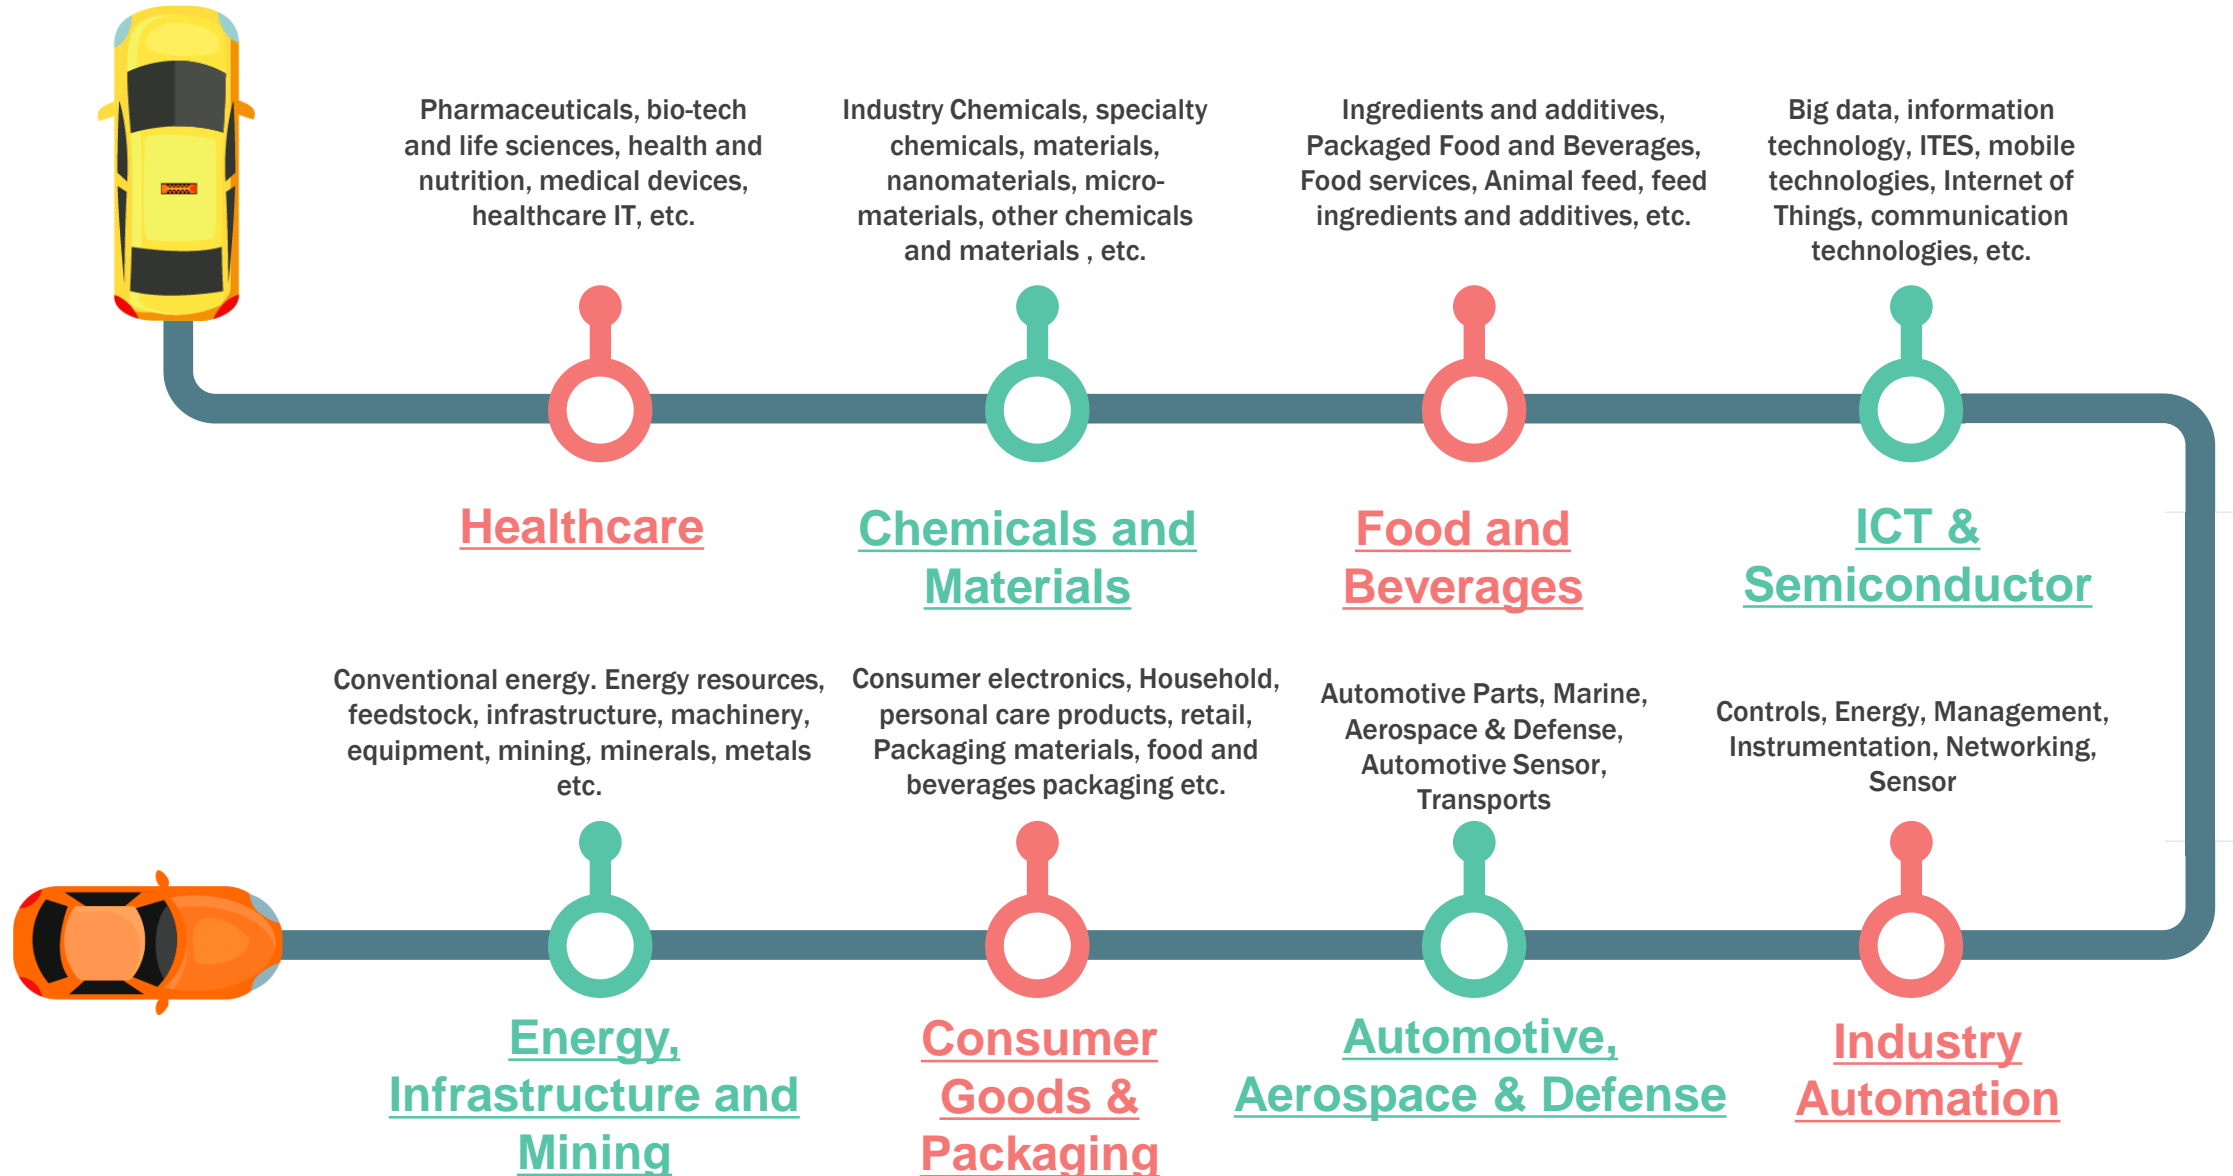 Pharmaceuticals, bio-tech
and life sciences, health and
nutrition, medical devices,
healthcare IT, etc.
Industry Chemicals, specialty
chemicals, materials,
nanomaterials, micro-
materials, other chemicals
and materials , etc.
Ingredients and additives,
Packaged Food and Beverages,
Food services, Animal feed, feed
ingredients and additives, etc.
Big data, information
technology, ITES, mobile
technologies, Internet of
Things, communication
technologies, etc.
Healthcare
Chemicals and
Materials
Food and
Beverages
ICT &
Semiconductor
Conventional energy. Energy resources,
feedstock, infrastructure, machinery,
equipment, mining, minerals, metals
etc.
Consumer electronics, Household,
personal care products, retail,
Packaging materials, food and
beverages packaging etc.
Automotive Parts, Marine,
Aerospace & Defense,
Automotive Sensor,
Transports
Controls, Energy, Management,
Instrumentation, Networking,
Sensor
Energy,
Infrastructure and
Mining
Consumer
Goods &
Packaging
Automotive,
Aerospace & Defense
Industry
Automation